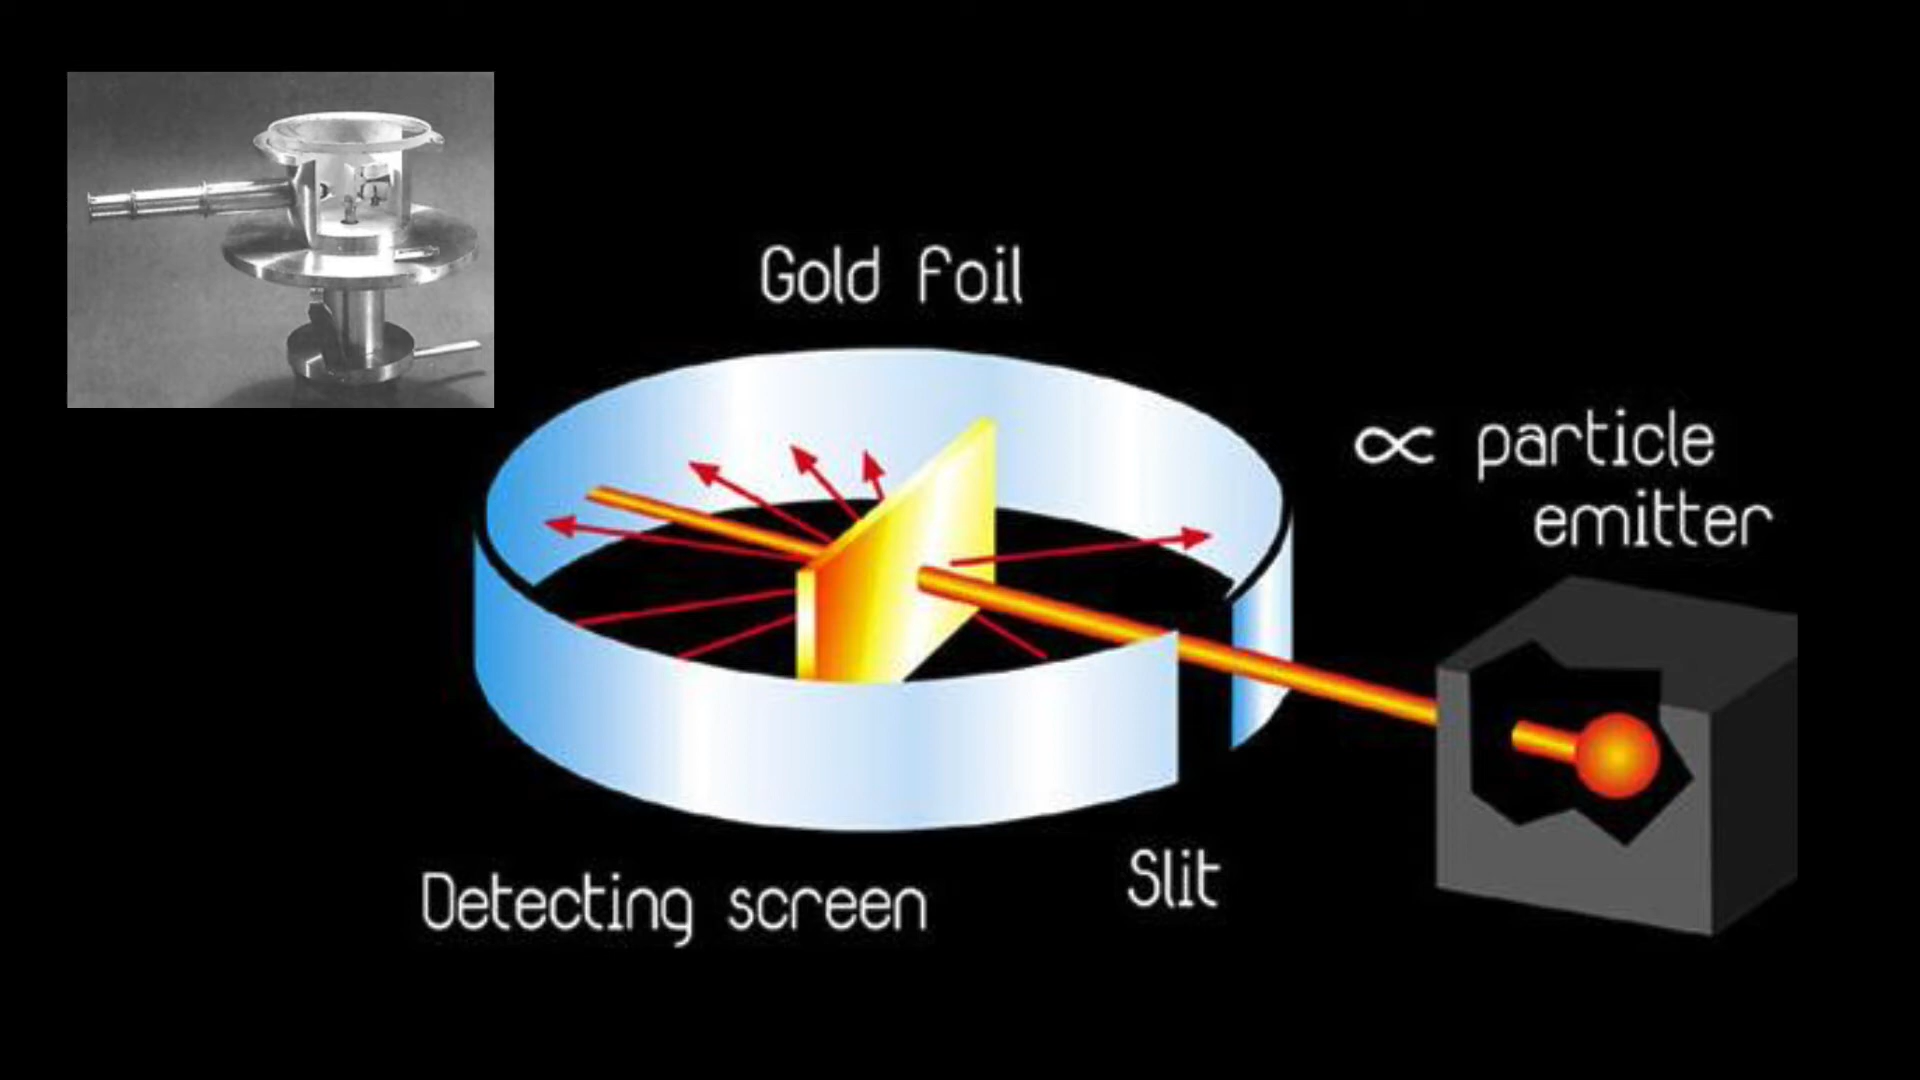 Gold Foil
∝ particle
emitter
Slit
Detecting screen